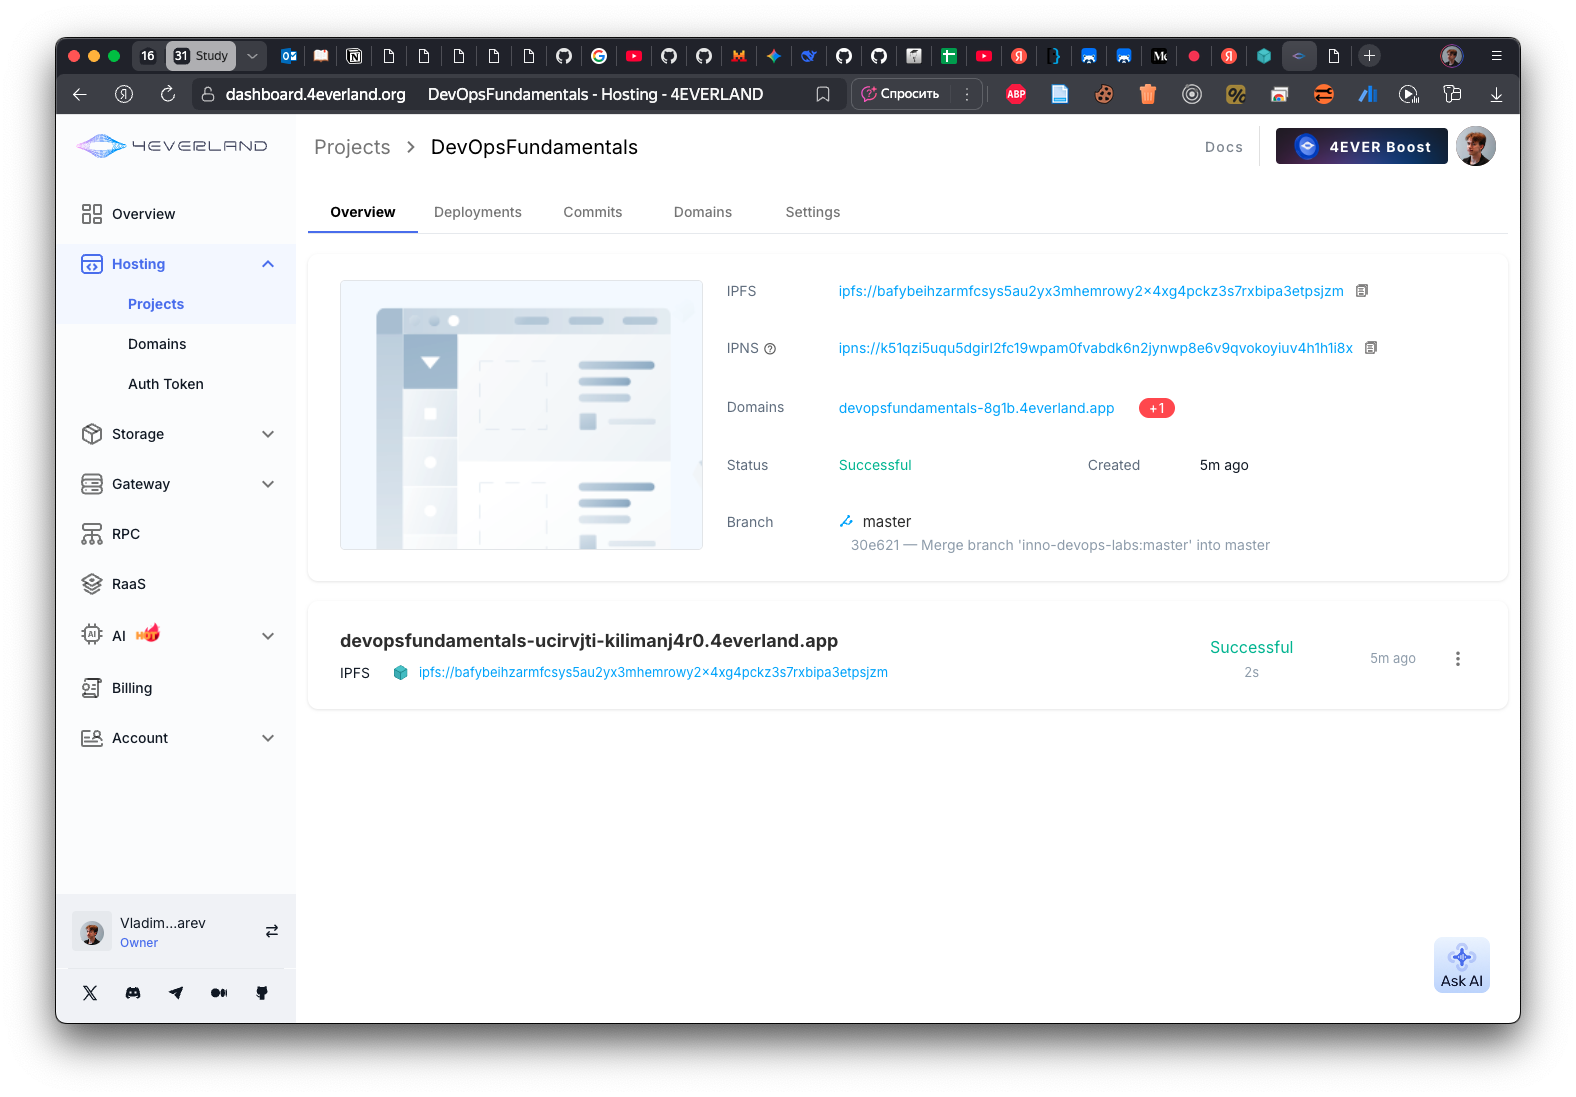 16
31 Study
dashboard.4everland.org DevOpsFundamentals - Hosting - 4EVERLAND
Спросить
ABP
4EVERLAND
Projects > DevOpsFundamentals
Docs
4EVER Boost
Overview
Hosting
Projects
Domains
Auth Token
Storage
Gateway
RPC
RaaS
AI HOT
Billing
Account
Vladim...arev
Owner
Overview Deployments Commits Domains Settings
IPFS ipfs://bafybeihzarmfcsys5au2yx3mhemrowy2x4xg4pckz3s7rxbipa3etpsjzm
IPNS ipns://k51qzi5uqu5dgirl2fc19wpam0fvabdk6n2jynwp8e6v9qvokoyiuv4h1h1i8x
Domains devopsfundamentals-8g1b.4everland.app +1
Status Successful Created 5m ago
Branch master
30e621 — Merge branch 'inno-devops-labs:master' into master
devopsfundamentals-ucirvjti-kilimanj4r0.4everland.app
IPFS ipfs://bafybeihzarmfcsys5au2yx3mhemrowy2x4xg4pckz3s7rxbipa3etpsjzm
Successful
2s
5m ago
Ask AI